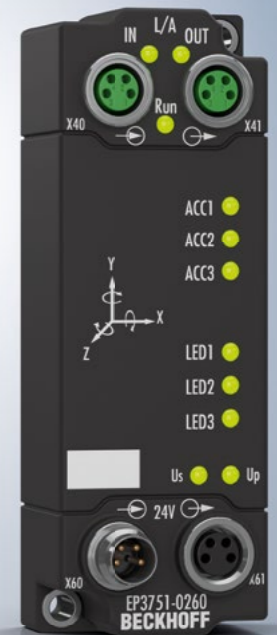 L/A
IN OUT
X40 Run X41
ACC1
ACC2
ACC3
Y
X
Z
LED1
LED2
LED3
Us Up
24V
X60 X61
EP3751-0260
BECKHOFF